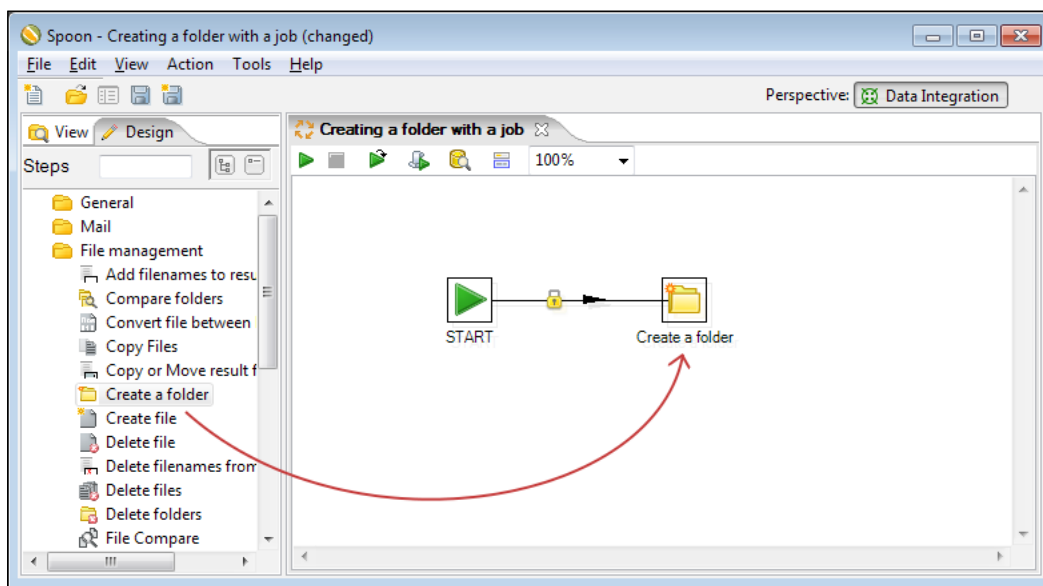 Spoon - Creating a folder with a job (changed)
File Edit View Action Tools Help
Perspective: Data Integration
View Design
Creating a folder with a job
Steps
100%
General
Mail
File management
Add filenames to resu
Compare folders
Convert file between
Copy Files
Copy or Move result f
Create a folder
Create file
Delete file
Delete filenames from
Delete files
Delete folders
File Compare
START
Create a folder